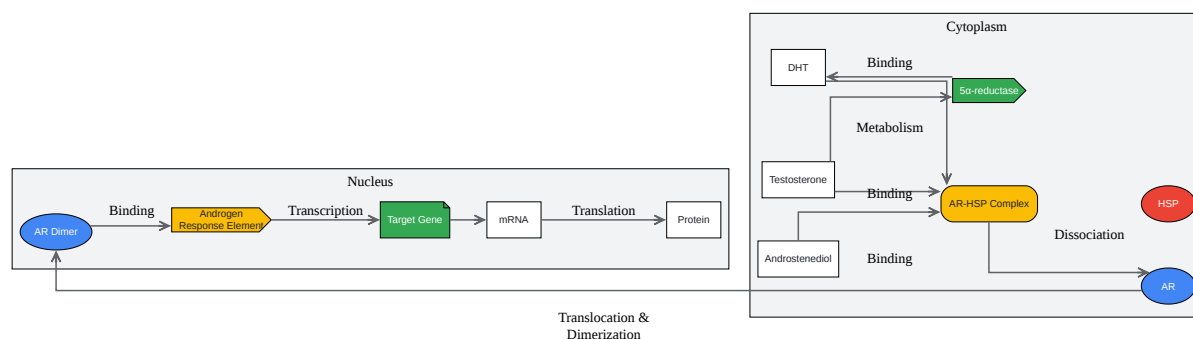 Cytoplasm
DHT
Binding
5α-reductase
Metabolism
Testosterone
Binding
AR-HSP Complex
HSP
Dissociation
Androstenediol
Binding
AR
Nucleus
AR Dimer
Binding
Androgen
Response Element
Transcription
Target Gene
mRNA
Translation
Protein
Translocation &
Dimerization